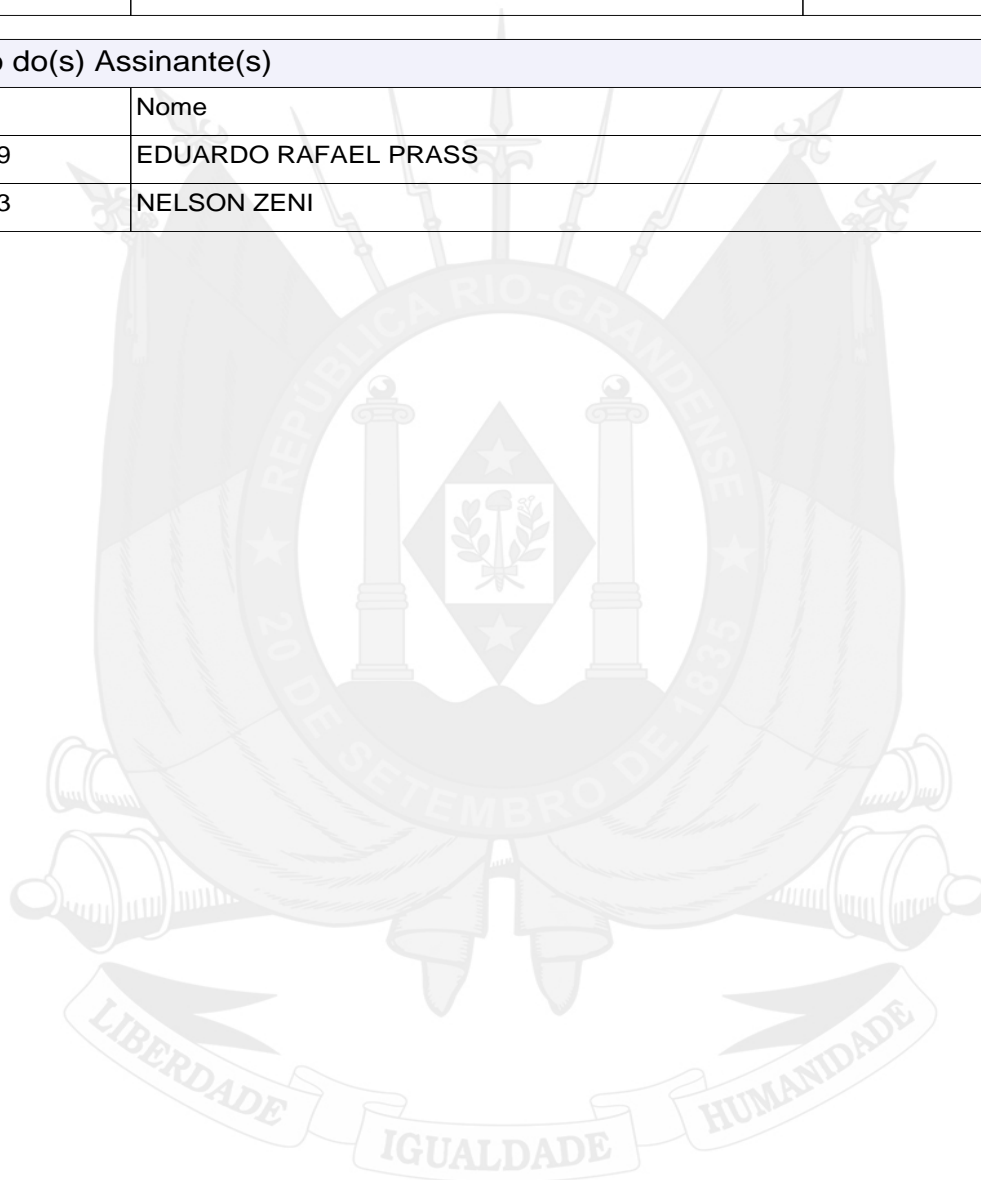 o do(s) Assinante(s)
Nome
9 EDUARDO RAFAEL PRASS
3 NELSON ZENI
REPÚBLICA RIO-GRANDENSE
★ 20 DE SETEMBRO DE 1835 ★
LIBERDADE
IGUALDADE
HUMANIDADE